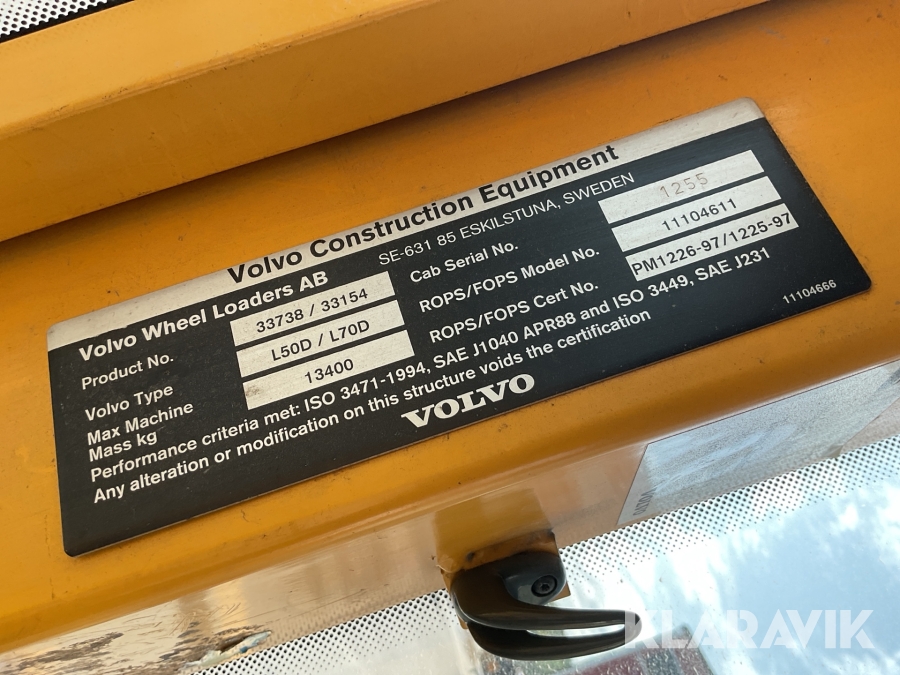 Volvo Construction Equipment
Volvo Wheel Loaders AB SE-631 85 ESKILSTUNA, SWEDEN
Product No. 33738 / 33154
Volvo Type L50D / L70D
Max Machine Mass kg 13400
Cab Serial No. 1255
ROPS/FOPS Model No. 11104611
ROPS/FOPS Cert No. PM1226-97/1225-97
Performance criteria met: ISO 3471-1994, SAE J1040 APR88 and ISO 3449, SAE J231
Any alteration or modification on this structure voids the certification
VOLVO
11104666
KLARAVIK